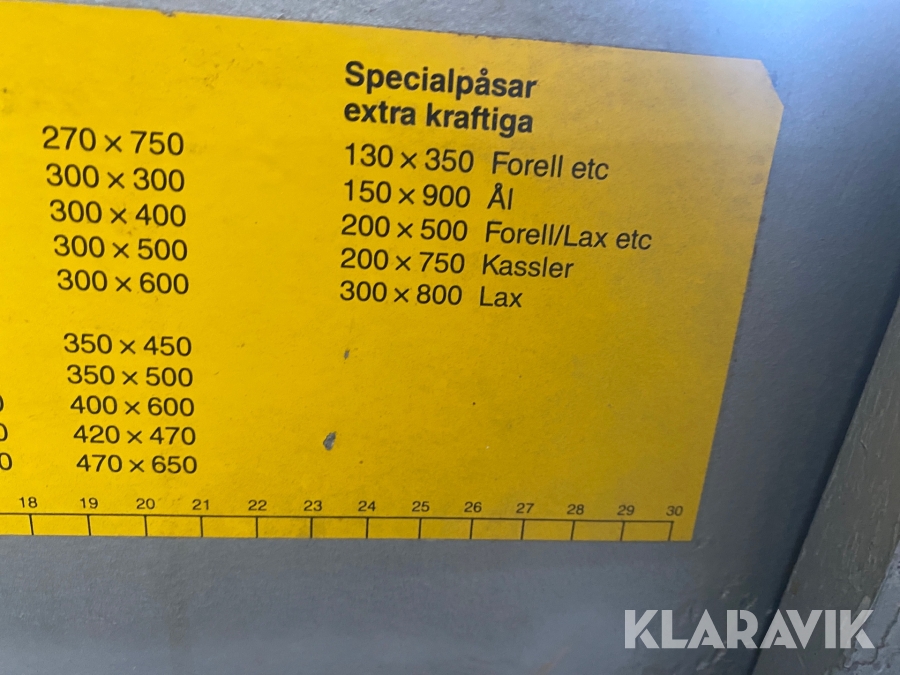 270 × 750
300 × 300
300 × 400
300 × 500
300 × 600
350 × 450
350 × 500
400 × 600
420 × 470
470 × 650
Specialpåsar
extra kraftiga
130 × 350 Forell etc
150 × 900 Ål
200 × 500 Forell/Lax etc
200 × 750 Kassler
300 × 800 Lax
18 19 20 21 22 23 24 25 26 27 28 29 30
KLARAVIK